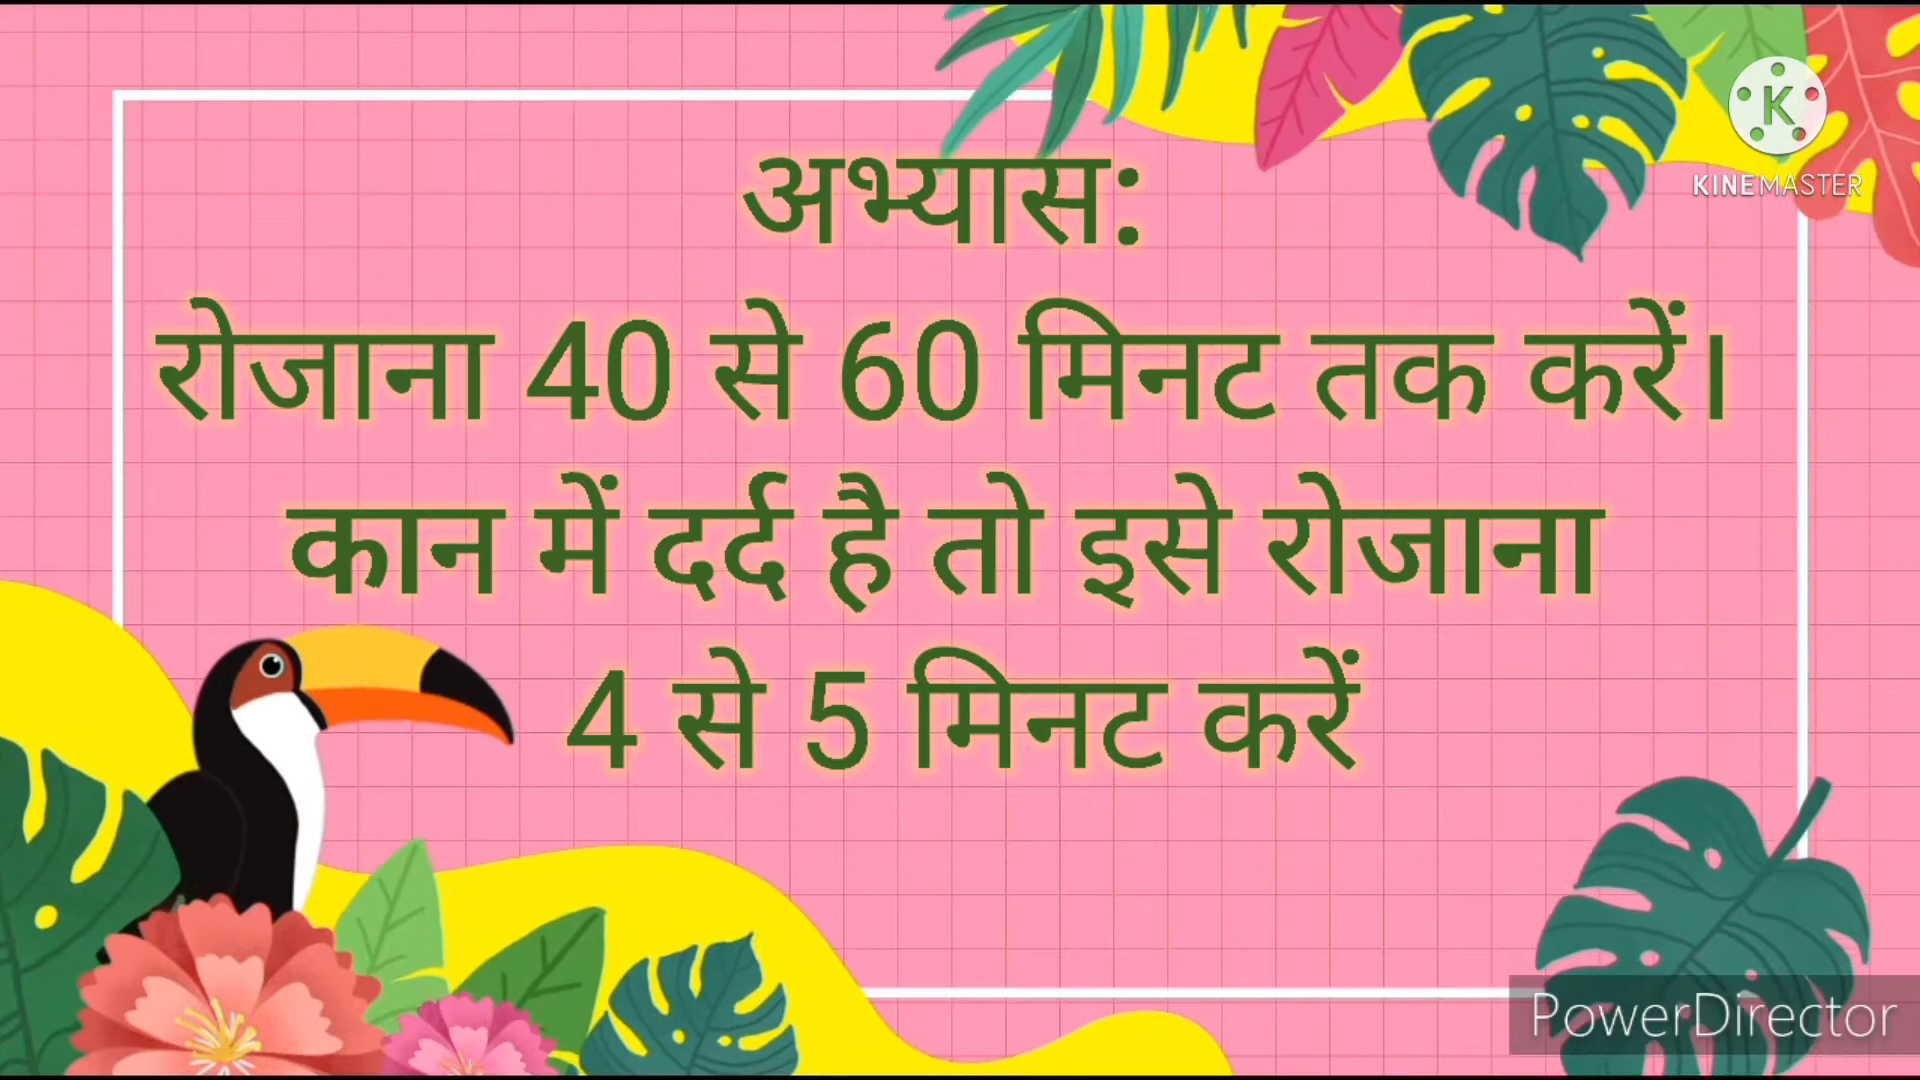 अभ्यास:
रोजाना 40 से 60 मिनट तक करें।
कान में दर्द है तो इसे रोजाना
4 से 5 मिनट करें
K
KINEMASTER
PowerDirector